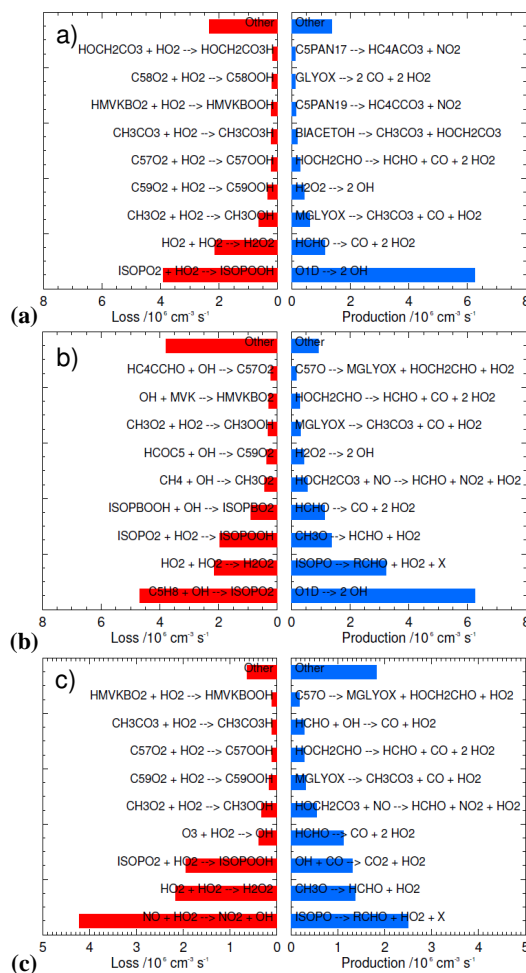 a)
Other
Other
HOCH2CO3 + HO2 --> HOCH2CO3H
C5PAN17 --> HC4ACO3 + NO2
C58O2 + HO2 --> C58OOH
GLYOX --> 2 CO + 2 HO2
HMVKBO2 + HO2 --> HMVKBOOH
C5PAN19 --> HC4CCO3 + NO2
CH3CO3 + HO2 --> CH3CO3H
BIACETOH --> CH3CO3 + HOCH2CO3
C57O2 + HO2 --> C57OOH
HOCH2CHO --> HCHO + CO + 2 HO2
C59O2 + HO2 --> C59OOH
H2O2 --> 2 OH
CH3O2 + HO2 --> CH3OOH
MGLYOX --> CH3CO3 + CO + HO2
HO2 + HO2 --> H2O2
HCHO --> CO + 2 HO2
ISOPO2 + HO2 --> ISOPOOH
O1D --> 2 OH
8 6 4 2 0 0 2 4 6 8
(a) Loss /10⁶ cm⁻³ s⁻¹ Production /10⁶ cm⁻³ s⁻¹
b)
Other
Other
HC4CCHO + OH --> C57O2
C57O --> MGLYOX + HOCH2CHO + HO2
OH + MVK --> HMVKBO2
HOCH2CHO --> HCHO + CO + 2 HO2
CH3O2 + HO2 --> CH3OOH
MGLYOX --> CH3CO3 + CO + HO2
HCOC5 + OH --> C59O2
H2O2 --> 2 OH
CH4 + OH --> CH3O2
HOCH2CO3 + NO --> HCHO + NO2 + HO2
ISOPBOOH + OH --> ISOPBO2
HCHO --> CO + 2 HO2
ISOPO2 + HO2 --> ISOPOOH
CH3O --> HCHO + HO2
HO2 + HO2 --> H2O2
ISOPO --> RCHO + HO2 + X
C5H8 + OH --> ISOPO2
O1D --> 2 OH
8 6 4 2 0 0 2 4 6 8
(b) Loss /10⁶ cm⁻³ s⁻¹ Production /10⁶ cm⁻³ s⁻¹
c)
Other
Other
HMVKBO2 + HO2 --> HMVKBOOH
C57O --> MGLYOX + HOCH2CHO + HO2
CH3CO3 + HO2 --> CH3CO3H
HCHO + OH --> CO + HO2
C57O2 + HO2 --> C57OOH
HOCH2CHO --> HCHO + CO + 2 HO2
C59O2 + HO2 --> C59OOH
MGLYOX --> CH3CO3 + CO + HO2
CH3O2 + HO2 --> CH3OOH
HOCH2CO3 + NO --> HCHO + NO2 + HO2
O3 + HO2 --> OH
HCHO --> CO + 2 HO2
ISOPO2 + HO2 --> ISOPOOH
OH + CO --> CO2 + HO2
HO2 + HO2 --> H2O2
CH3O --> HCHO + HO2
NO + HO2 --> NO2 + OH
ISOPO --> RCHO + HO2 + X
5 4 3 2 1 0 0 1 2 3 4 5
(c) Loss /10⁶ cm⁻³ s⁻¹ Production /10⁶ cm⁻³ s⁻¹